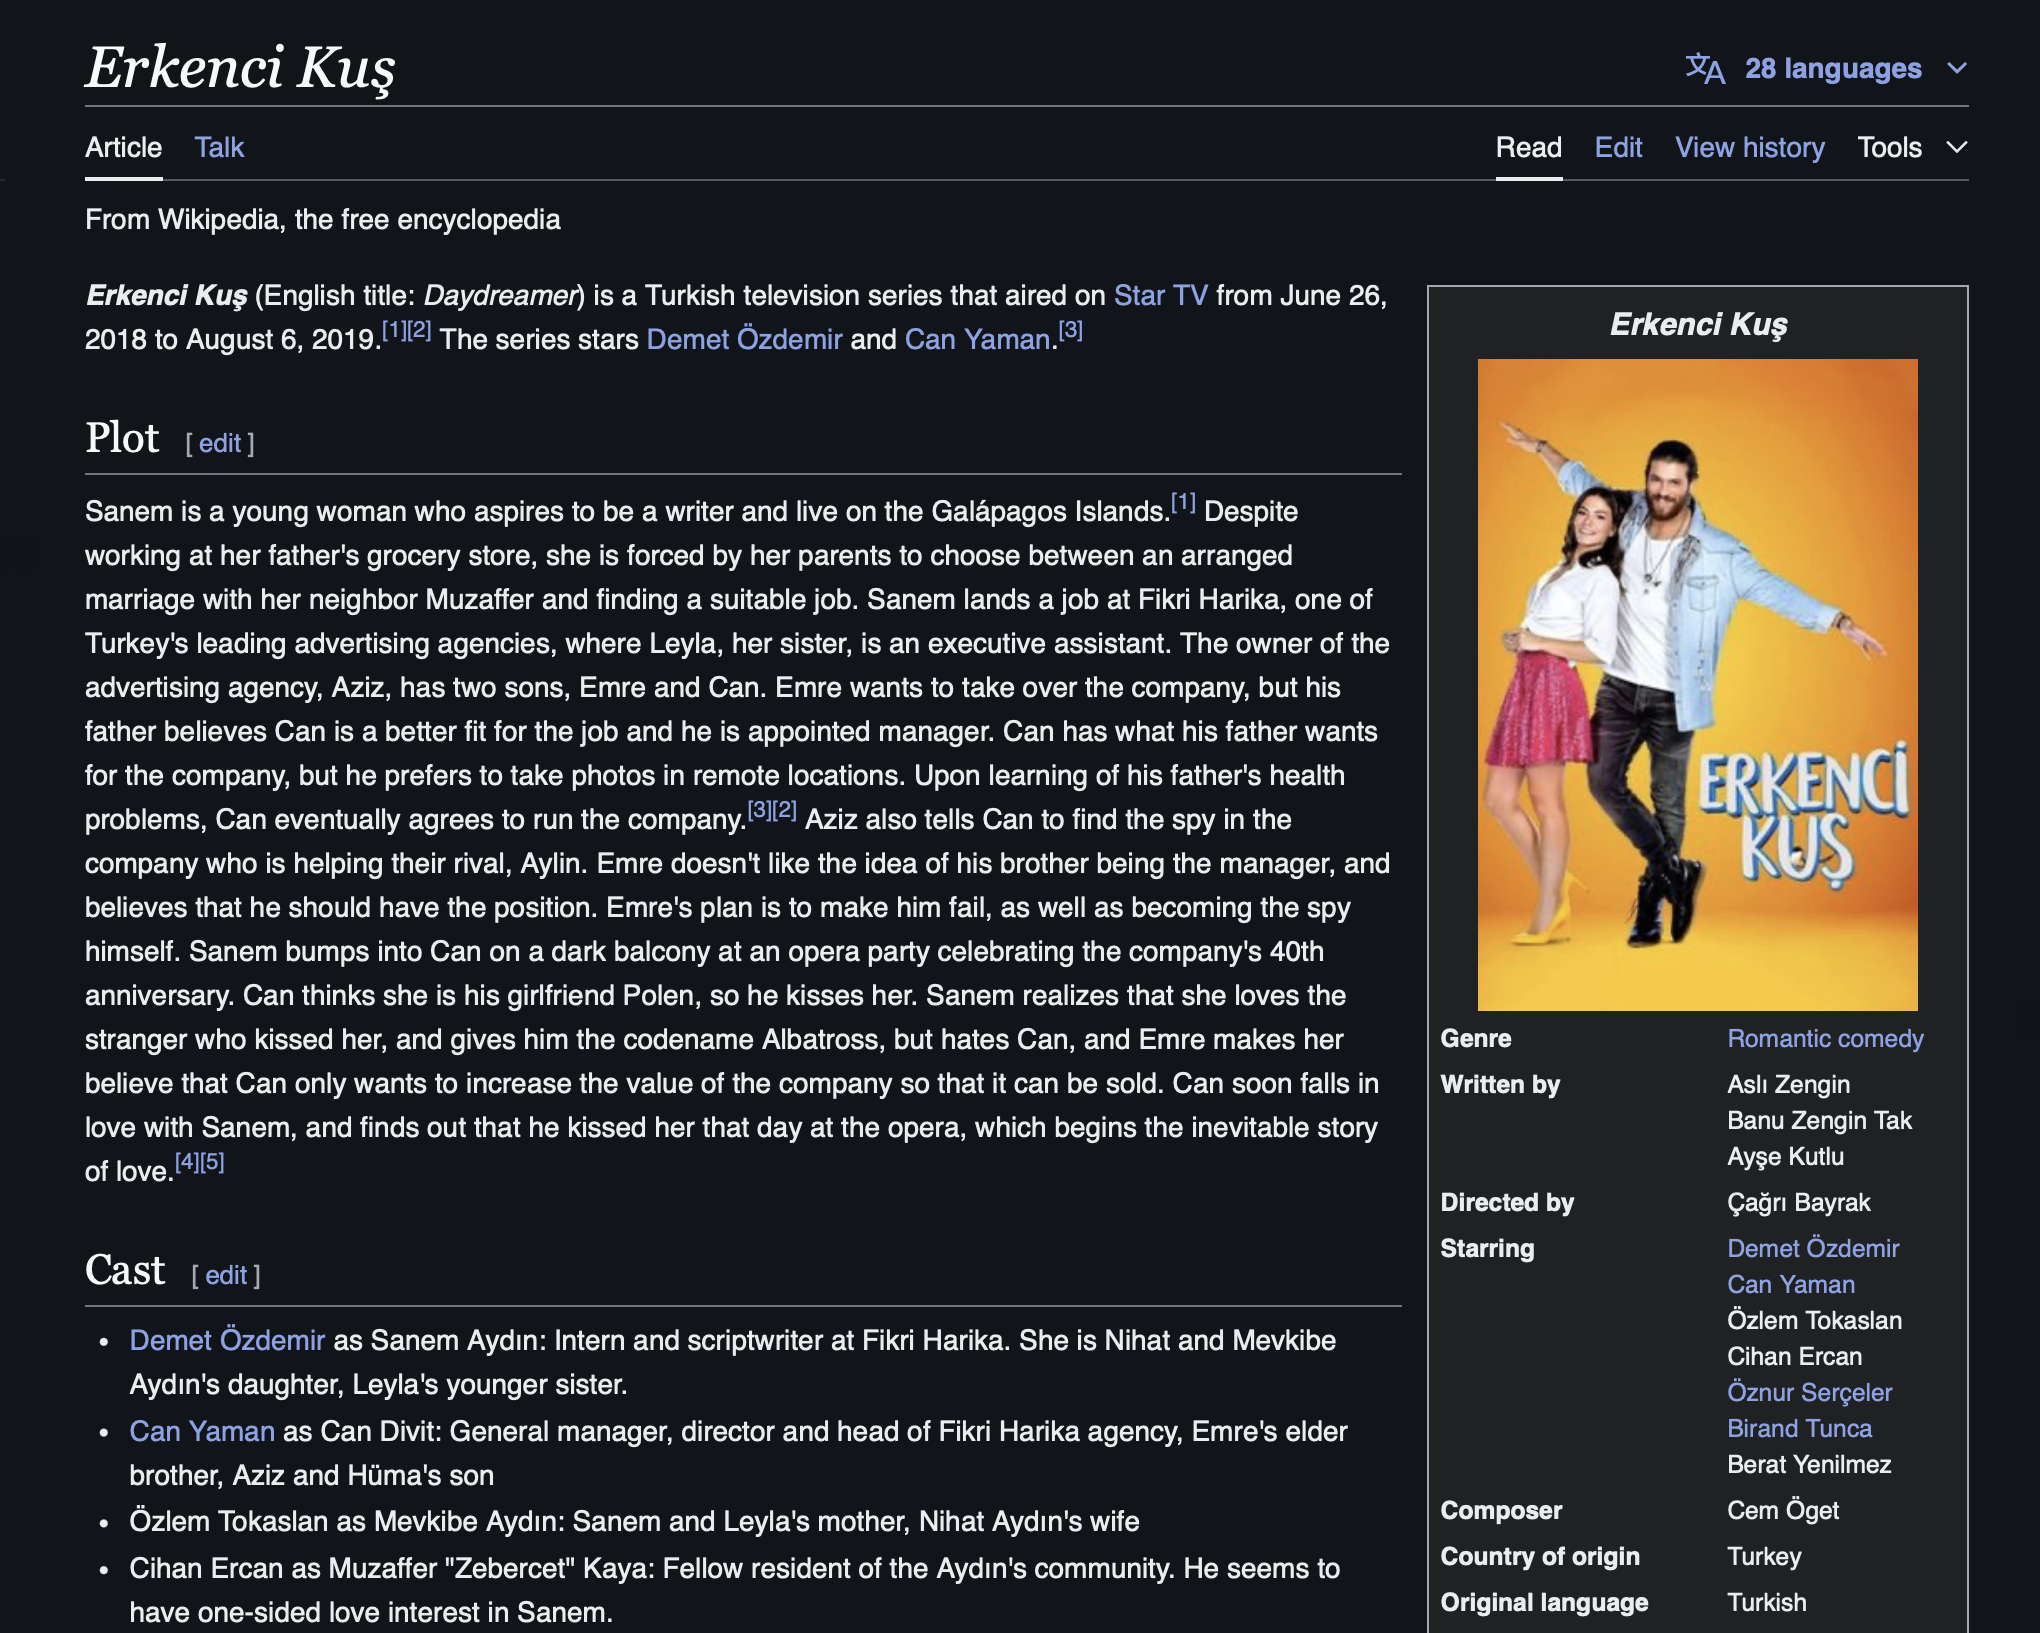 Erkenci Kuş
28 languages
Article Talk
Read Edit View history Tools
From Wikipedia, the free encyclopedia
Erkenci Kuş (English title: Daydreamer) is a Turkish television series that aired on Star TV from June 26,
2018 to August 6, 2019.[1][2] The series stars Demet Özdemir and Can Yaman.[3]
Plot [ edit ]
Sanem is a young woman who aspires to be a writer and live on the Galápagos Islands.[1] Despite
working at her father's grocery store, she is forced by her parents to choose between an arranged
marriage with her neighbor Muzaffer and finding a suitable job. Sanem lands a job at Fikri Harika, one of
Turkey's leading advertising agencies, where Leyla, her sister, is an executive assistant. The owner of the
advertising agency, Aziz, has two sons, Emre and Can. Emre wants to take over the company, but his
father believes Can is a better fit for the job and he is appointed manager. Can has what his father wants
for the company, but he prefers to take photos in remote locations. Upon learning of his father's health
problems, Can eventually agrees to run the company.[3][2] Aziz also tells Can to find the spy in the
company who is helping their rival, Aylin. Emre doesn't like the idea of his brother being the manager, and
believes that he should have the position. Emre's plan is to make him fail, as well as becoming the spy
himself. Sanem bumps into Can on a dark balcony at an opera party celebrating the company's 40th
anniversary. Can thinks she is his girlfriend Polen, so he kisses her. Sanem realizes that she loves the
stranger who kissed her, and gives him the codename Albatross, but hates Can, and Emre makes her
believe that Can only wants to increase the value of the company so that it can be sold. Can soon falls in
love with Sanem, and finds out that he kissed her that day at the opera, which begins the inevitable story
of love.[4][5]
Cast [ edit ]
• Demet Özdemir as Sanem Aydın: Intern and scriptwriter at Fikri Harika. She is Nihat and Mevkibe
Aydın's daughter, Leyla's younger sister.
• Can Yaman as Can Divit: General manager, director and head of Fikri Harika agency, Emre's elder
brother, Aziz and Hüma's son
• Özlem Tokaslan as Mevkibe Aydın: Sanem and Leyla's mother, Nihat Aydın's wife
• Cihan Ercan as Muzaffer "Zebercet" Kaya: Fellow resident of the Aydın's community. He seems to
have one-sided love interest in Sanem.
Erkenci Kuş
ERKENCİ
KUŞ
Genre Romantic comedy
Written by Aslı Zengin
Banu Zengin Tak
Ayşe Kutlu
Directed by Çağrı Bayrak
Starring Demet Özdemir
Can Yaman
Özlem Tokaslan
Cihan Ercan
Öznur Serçeler
Birand Tunca
Berat Yenilmez
Composer Cem Öget
Country of origin Turkey
Original language Turkish